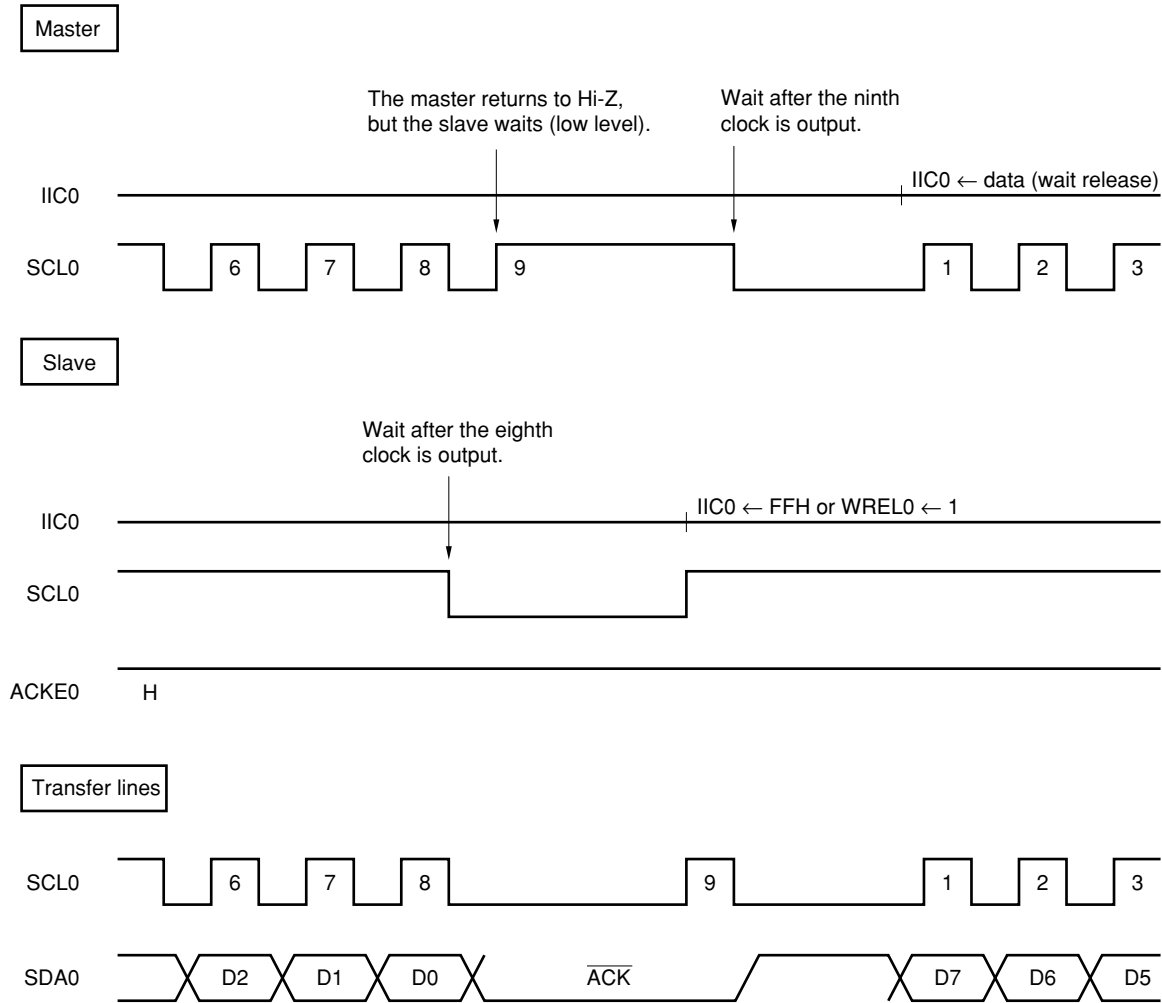 Master
The master returns to Hi-Z,
but the slave waits (low level).
Wait after the ninth
clock is output.
IIC0 ← data (wait release)
IIC0
SCL0
6 7 8 9 1 2 3
Slave
Wait after the eighth
clock is output.
IIC0 ← FFH or WREL0 ← 1
IIC0
SCL0
ACKE0 H
Transfer lines
SCL0 6 7 8 9 1 2 3
SDA0 D2 D1 D0 A̅C̅K̅ D7 D6 D5